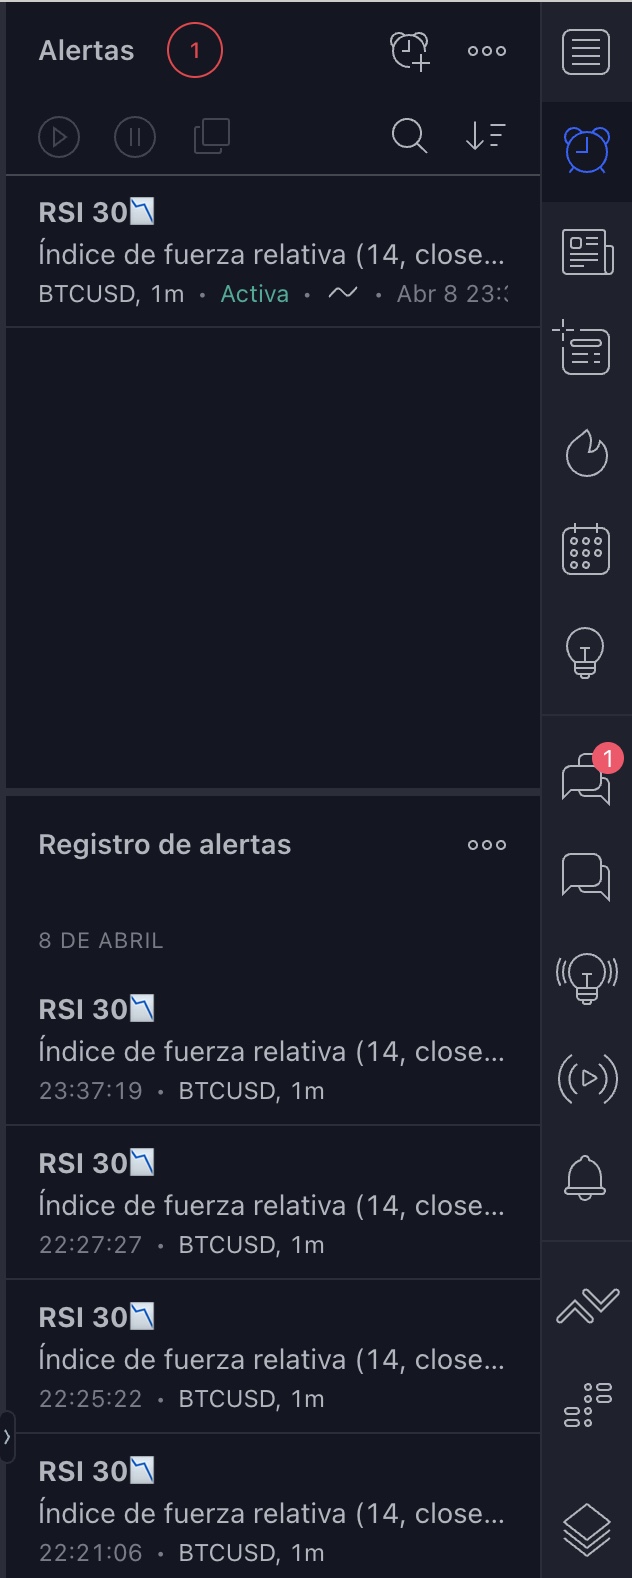 Alertas 1
RSI 30📉
Índice de fuerza relativa (14, close...
BTCUSD, 1m • Activa • • Abr 8 23:
1
Registro de alertas
8 DE ABRIL
RSI 30📉
Índice de fuerza relativa (14, close...
23:37:19 • BTCUSD, 1m
RSI 30📉
Índice de fuerza relativa (14, close...
22:27:27 • BTCUSD, 1m
RSI 30📉
Índice de fuerza relativa (14, close...
22:25:22 • BTCUSD, 1m
RSI 30📉
Índice de fuerza relativa (14, close...
22:21:06 • BTCUSD, 1m